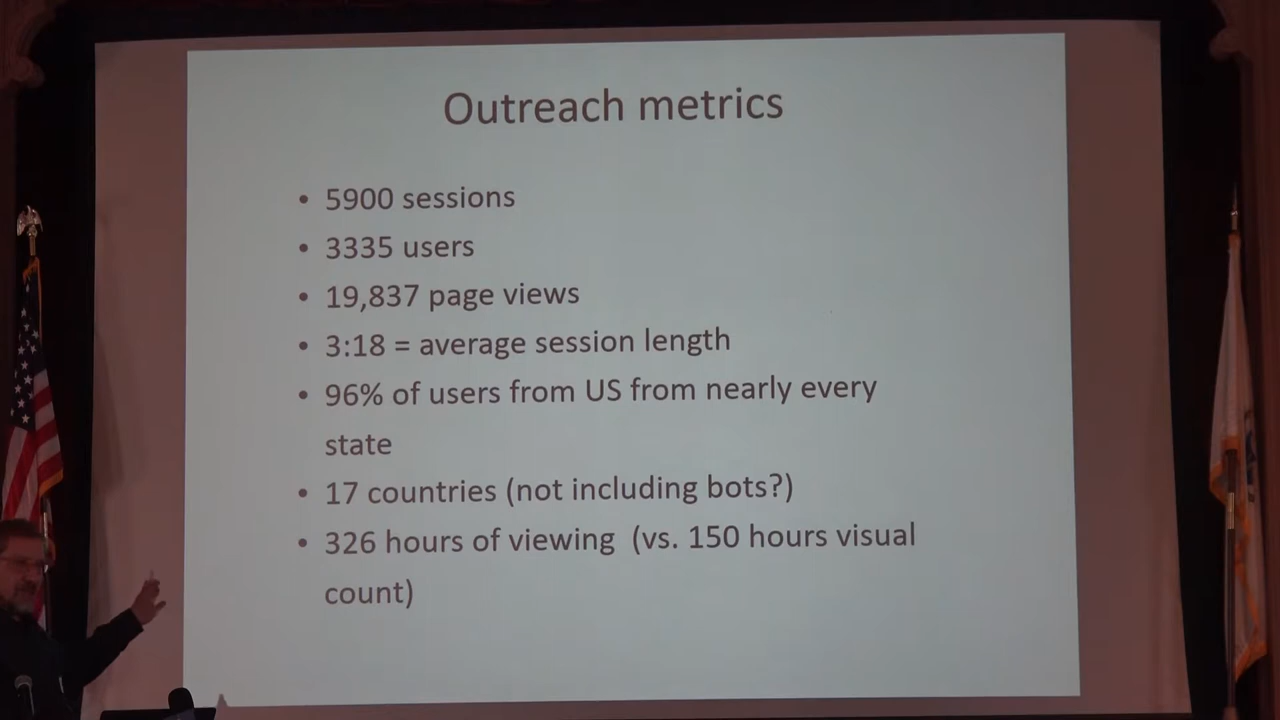 Outreach metrics
• 5900 sessions
• 3335 users
• 19,837 page views
• 3:18 = average session length
• 96% of users from US from nearly every
state
• 17 countries (not including bots?)
• 326 hours of viewing (vs. 150 hours visual
count)